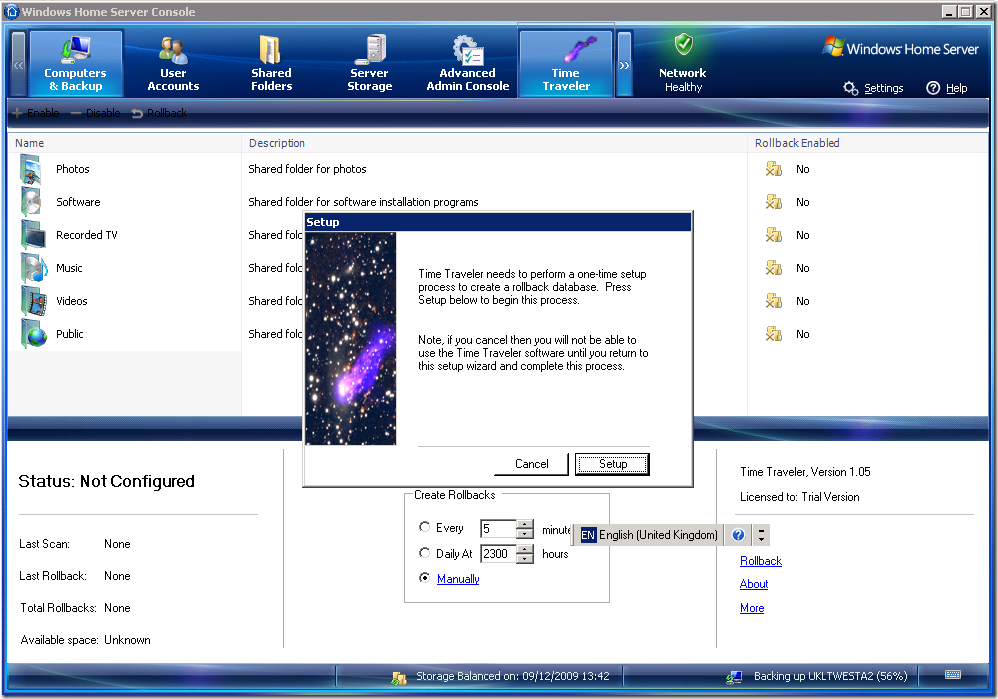 Windows Home Server Console
Computers & Backup
User Accounts
Shared Folders
Server Storage
Advanced Admin Console
Time Traveler
Network
Healthy
Windows Home Server
Settings
Help
Enable
Disable
Rollback
Name
Description
Rollback Enabled
Photos
Shared folder for photos
No
Software
Shared folder for software installation programs
No
Recorded TV
Shared fold
No
Music
Shared fold
No
Videos
Shared fold
No
Public
Shared fold
No
Setup
Time Traveler needs to perform a one-time setup
process to create a rollback database. Press
Setup below to begin this process.
Note, if you cancel then you will not be able to
use the Time Traveler software until you return to
this setup wizard and complete this process.
Cancel
Setup
Status: Not Configured
Last Scan: None
Last Rollback: None
Total Rollbacks: None
Available space: Unknown
Create Rollbacks
Every 5 minute
Daily At 2300 hours
Manually
EN English (United Kingdom)
Time Traveler, Version 1.05
Licensed to: Trial Version
Rollback
About
More
Storage Balanced on: 09/12/2009 13:42
Backing up UKLTWESTA2 (56%)